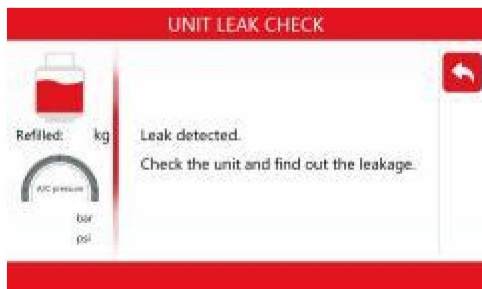 UNIT LEAK CHECK
Refilled: kg
Leak detected.
Check the unit and find out the leakage.
A/C pressure
bar
psi